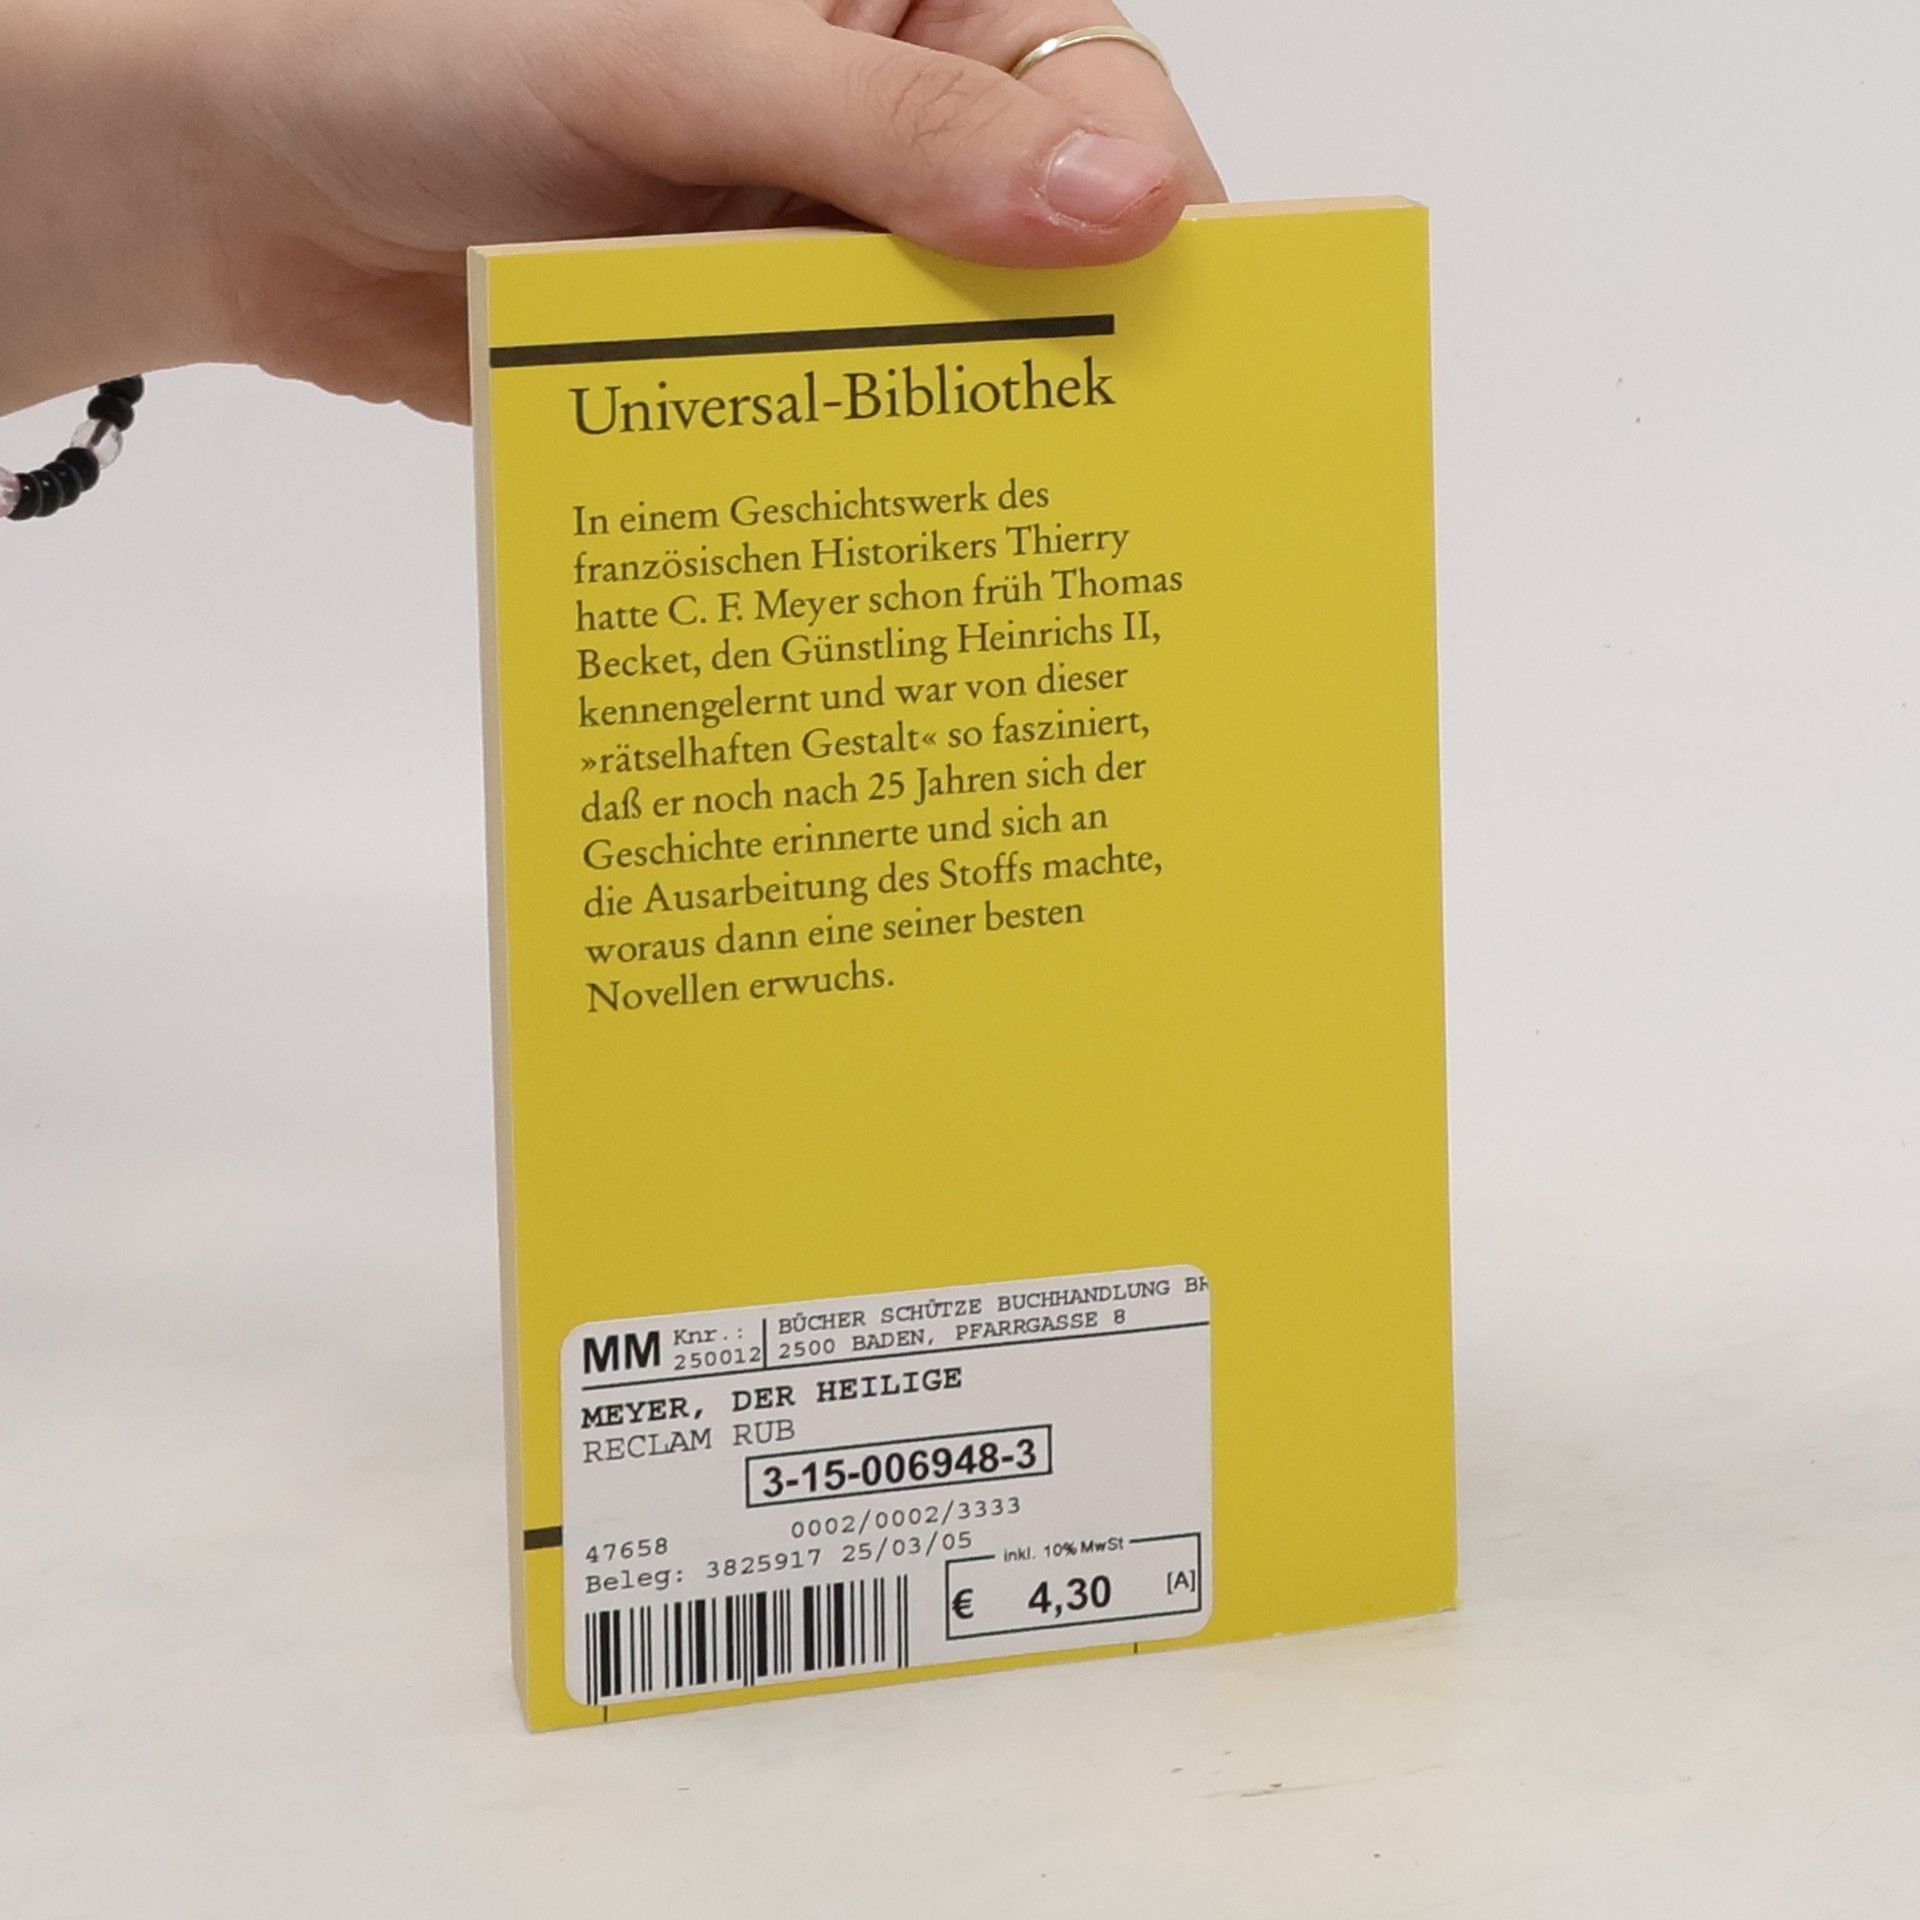 Universal-Bibliothek
In einem Geschichtswerk des
französischen Historikers Thierry
hatte C. F. Meyer schon früh Thomas
Becket, den Günstling Heinrichs II,
kennengelernt und war von dieser
»rätselhaften Gestalt« so fasziniert,
daß er noch nach 25 Jahren sich der
Geschichte erinnerte und sich an
die Ausarbeitung des Stoffs machte,
woraus dann eine seiner besten
Novellen erwuchs.
MM Knr.: 250012
BÜCHER SCHÜTZE BUCHHANDLUNG BR
2500 BADEN, PFARRGASSE 8
MEYER, DER HEILIGE
RECLAM RUB
3-15-006948-3
0002/0002/3333
47658
Beleg: 3825917 25/03/05
inkl. 10% MwSt
€ 4,30 [A]